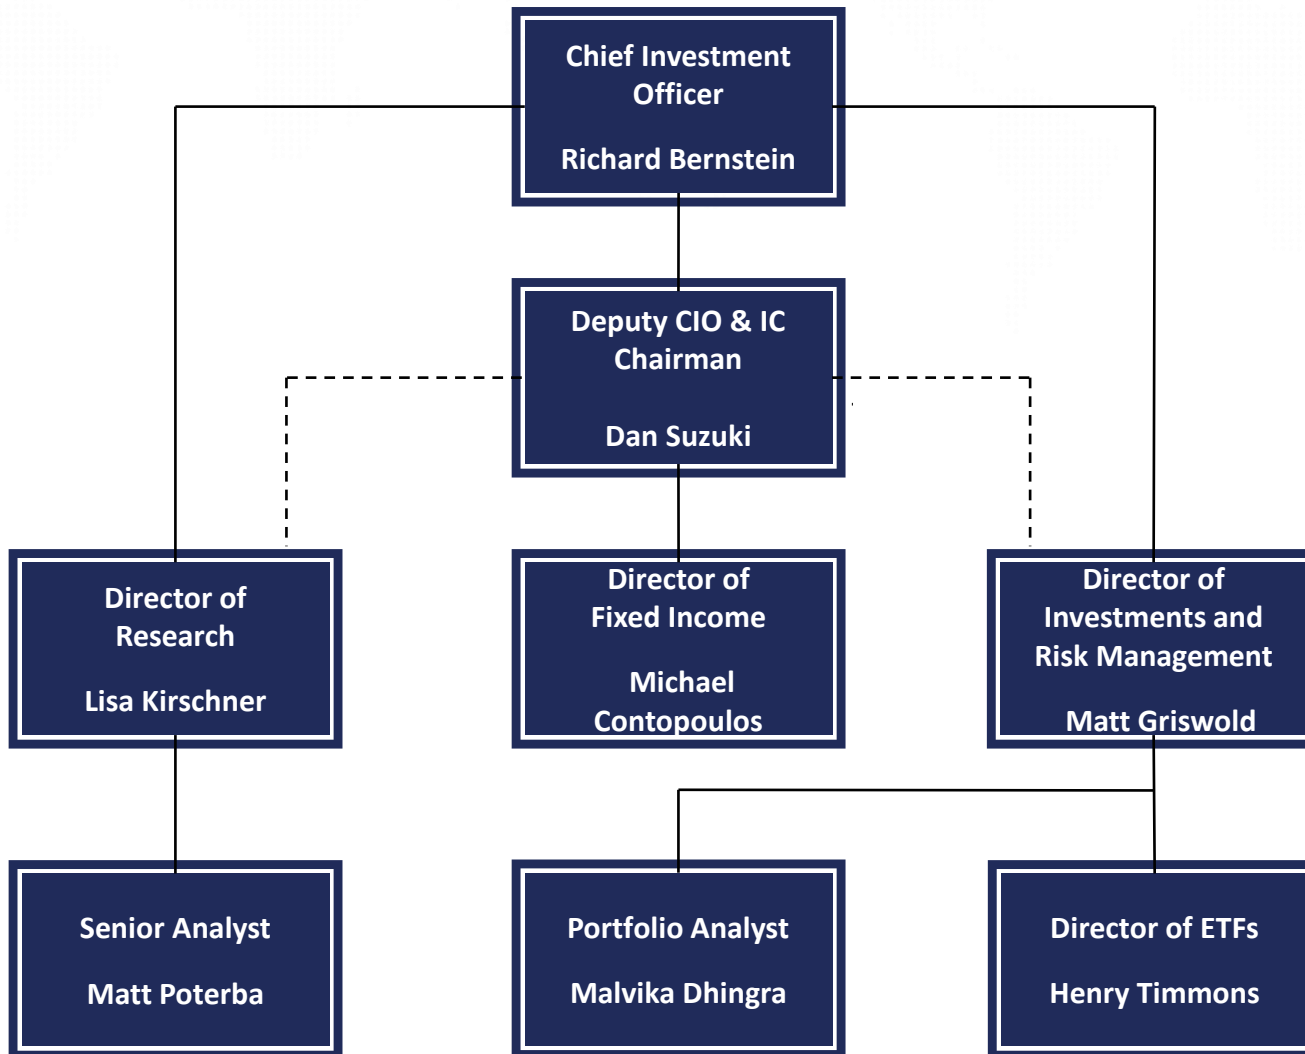 Chief Investment
Officer
Richard Bernstein
Deputy CIO & IC
Chairman
Dan Suzuki
Director of
Research
Lisa Kirschner
Director of
Fixed Income
Michael
Contopoulos
Director of
Investments and
Risk Management
Matt Griswold
Senior Analyst
Matt Poterba
Portfolio Analyst
Malvika Dhingra
Director of ETFs
Henry Timmons